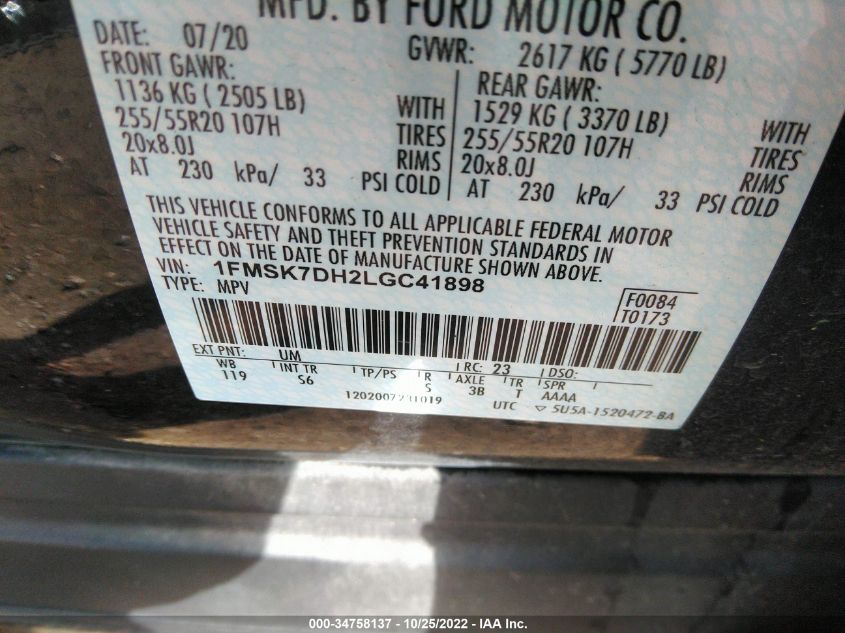 MFD. BY FORD MOTOR CO.
DATE: 07/20 GVWR: 2617 KG ( 5770 LB)
FRONT GAWR: REAR GAWR:
1136 KG ( 2505 LB) WITH 1529 KG ( 3370 LB) WITH
255/55R20 107H TIRES 255/55R20 107H TIRES
20x8.0J RIMS 20x8.0J RIMS
AT 230 kPa/ 33 PSI COLD AT 230 kPa/ 33 PSI COLD
THIS VEHICLE CONFORMS TO ALL APPLICABLE FEDERAL MOTOR
VEHICLE SAFETY AND THEFT PREVENTION STANDARDS IN
EFFECT ON THE DATE OF MANUFACTURE SHOWN ABOVE.
VIN: 1FMSK7DH2LGC41898
TYPE: MPV
F0084
T0173
EXT PNT: UM RC: 23 DSO:
WB INT TR TP/PS R AXLE TR SPR
119 S6 S 3B T AAAA
1202007231019 UTC 5U5A-1520472-BA
000-34758137 - 10/25/2022 - IAA Inc.